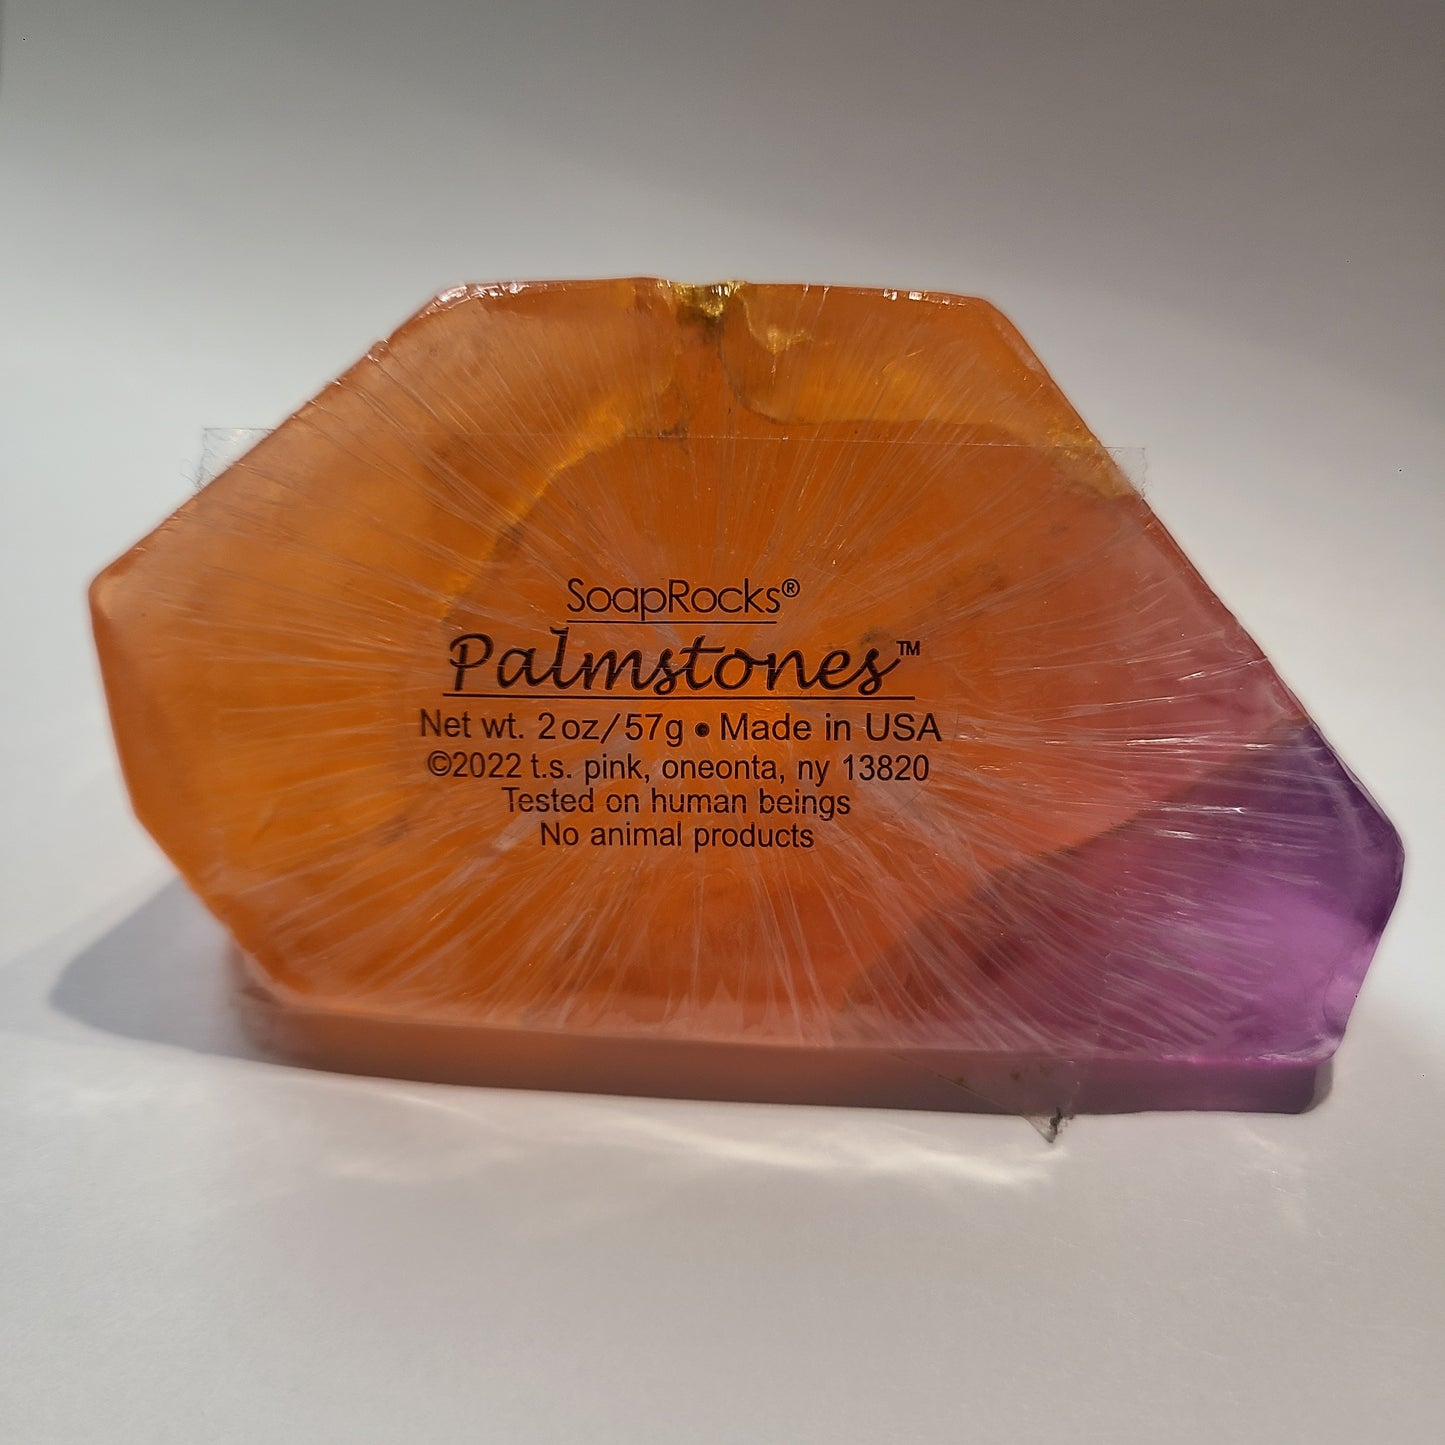 SoapRocks®
Palmstones™
Net wt. 2 oz/57g • Made in USA
©2022 t.s. pink, oneonta, ny 13820
Tested on human beings
No animal products